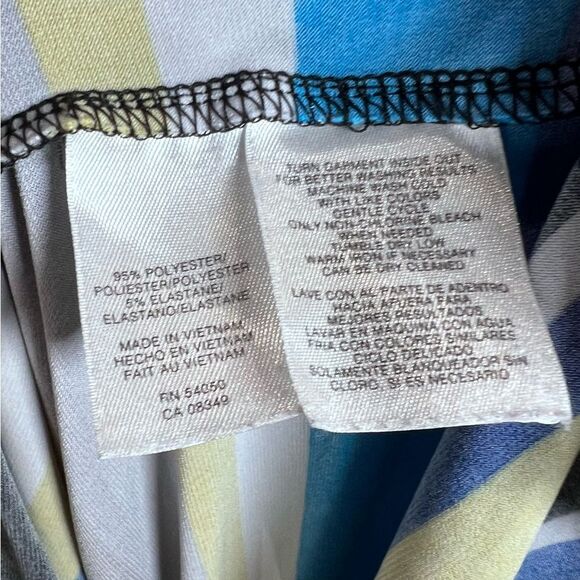 95% POLYESTER/
POLIESTER/POLYESTER
5% ELASTANE/
ELASTANO/ELASTANE
MADE IN VIETNAM
HECHO EN VIETNAM
FAIT AU VIETNAM
RN 54050
CA 08349
TURN GARMENT INSIDE OUT
FOR BETTER WASHING RESULTS
MACHINE WASH COLD
WITH LIKE COLORS
GENTLE CYCLE
ONLY NON-CHLORINE BLEACH
WHEN NEEDED
TUMBLE DRY LOW
WARM IRON IF NECESSARY
CAN BE DRY CLEANED
LAVE CON AL PARTE DE ADENTRO
HACIA AFUERA PARA
MEJORES RESULTADOS
LAVAR EN MAQUINA CON AGUA
FRIA CON COLORES SIMILARES
CICLO DELICADO
SOLAMENTE BLANQUEADOR SIN
CLORO, SI ES NECESARIO